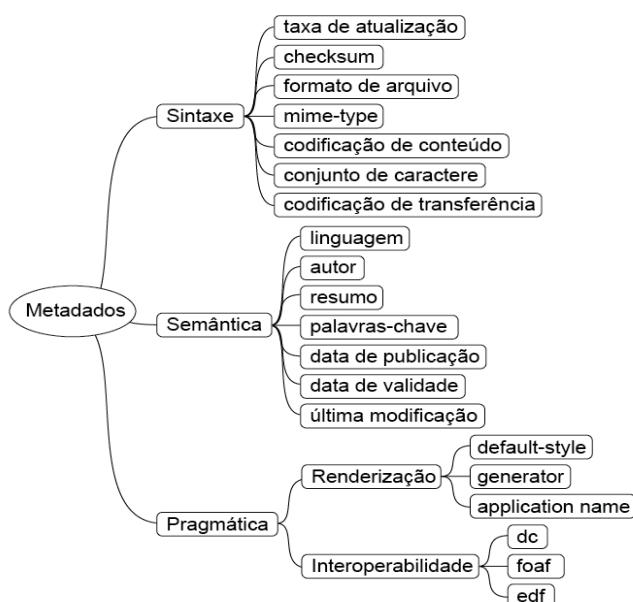 Metadados
Sintaxe
taxa de atualização
checksum
formato de arquivo
mime-type
codificação de conteúdo
conjunto de caractere
codificação de transferência
Semântica
linguagem
autor
resumo
palavras-chave
data de publicação
data de validade
última modificação
Pragmática
Renderização
default-style
generator
application name
Interoperabilidade
dc
foaf
edf